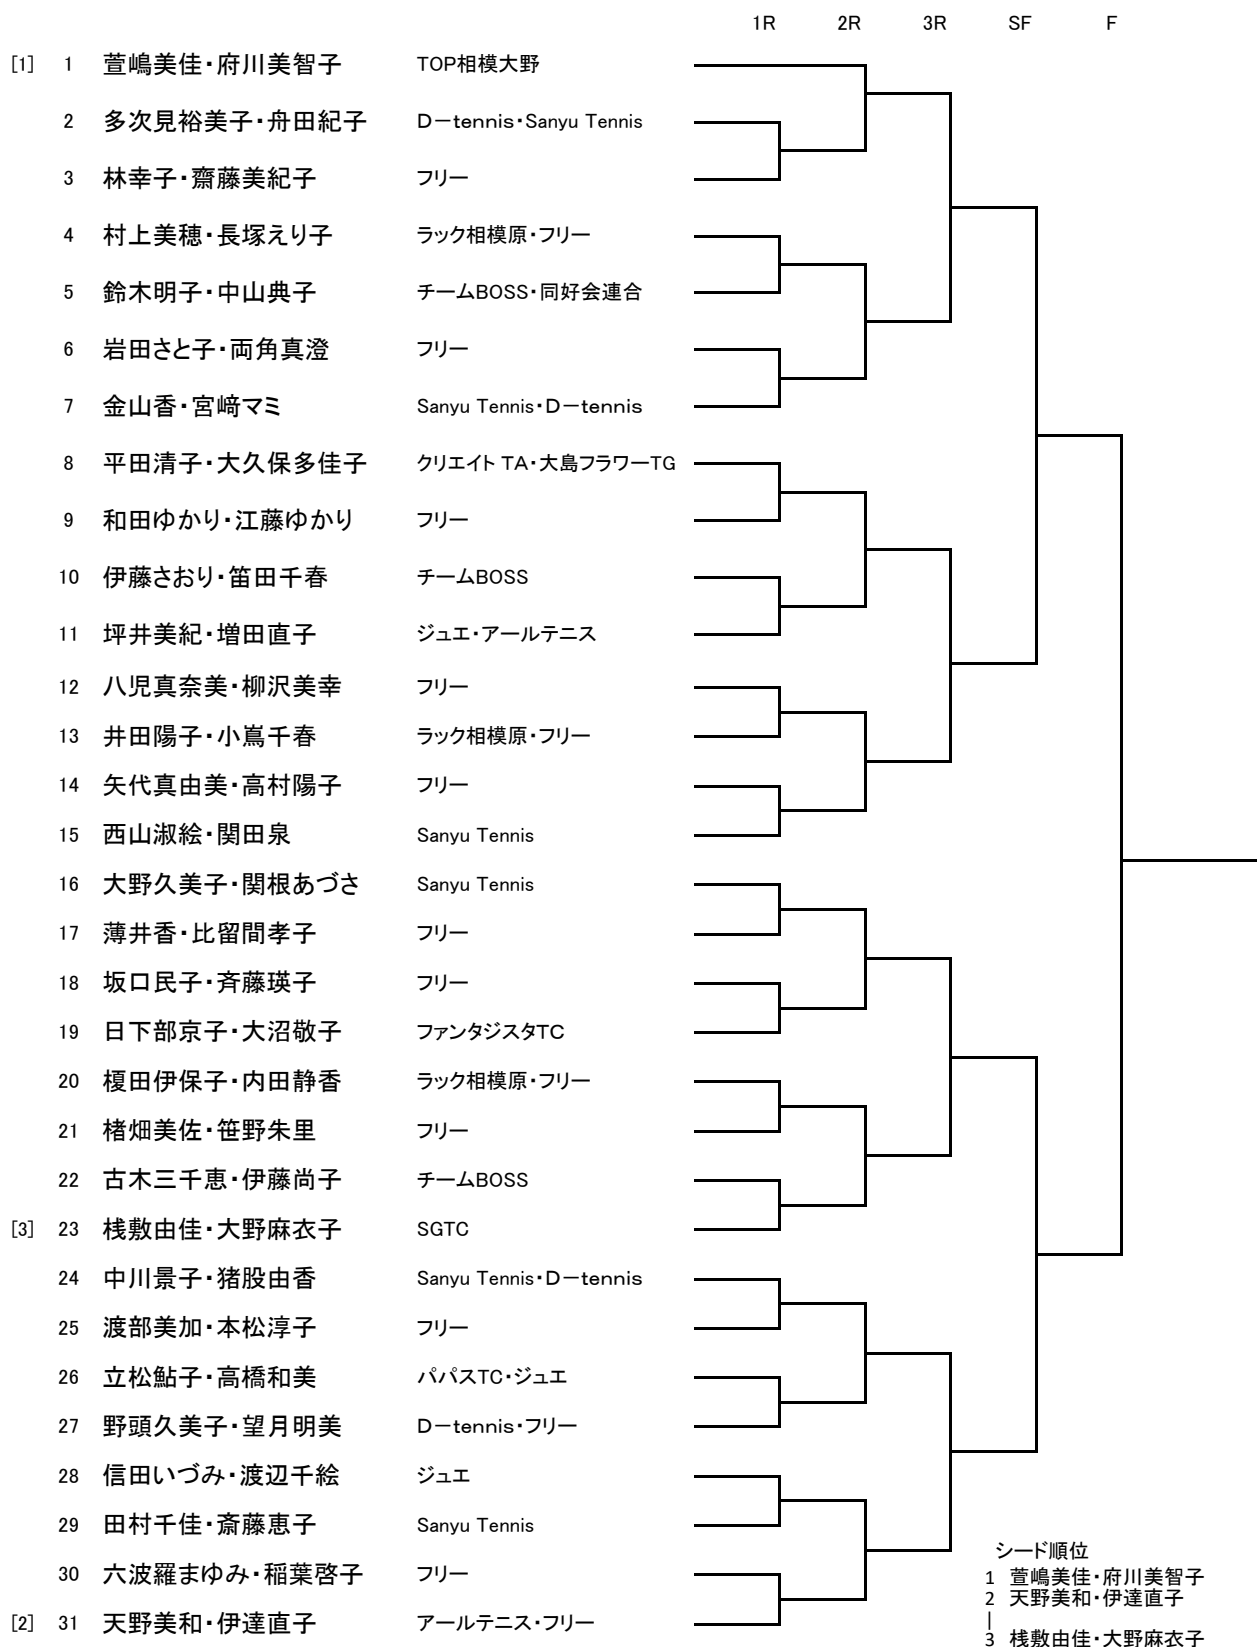 1R 2R 3R SF F
[1] 1 萱嶋美佳・府川美智子 TOP相模大野
2 多次見裕美子・舟田紀子 D－tennis・Sanyu Tennis
3 林幸子・齋藤美紀子 フリー
4 村上美穂・長塚えり子 ラック相模原・フリー
5 鈴木明子・中山典子 チームBOSS・同好会連合
6 岩田さと子・両角真澄 フリー
7 金山香・宮﨑マミ Sanyu Tennis・D－tennis
8 平田清子・大久保多佳子 クリエイト TA・大島フラワーTG
9 和田ゆかり・江藤ゆかり フリー
10 伊藤さおり・笛田千春 チームBOSS
11 坪井美紀・増田直子 ジュエ・アールテニス
12 八児真奈美・柳沢美幸 フリー
13 井田陽子・小嶌千春 ラック相模原・フリー
14 矢代真由美・高村陽子 フリー
15 西山淑絵・関田泉 Sanyu Tennis
16 大野久美子・関根あづさ Sanyu Tennis
17 薄井香・比留間孝子 フリー
18 坂口民子・斉藤瑛子 フリー
19 日下部京子・大沼敬子 ファンタジスタTC
20 榎田伊保子・内田静香 ラック相模原・フリー
21 楮畑美佐・笹野朱里 フリー
22 古木三千恵・伊藤尚子 チームBOSS
[3] 23 桟敷由佳・大野麻衣子 SGTC
24 中川景子・猪股由香 Sanyu Tennis・D－tennis
25 渡部美加・本松淳子 フリー
26 立松鮎子・高橋和美 パパスTC・ジュエ
27 野頭久美子・望月明美 D－tennis・フリー
28 信田いづみ・渡辺千絵 ジュエ
29 田村千佳・斎藤恵子 Sanyu Tennis
30 六波羅まゆみ・稲葉啓子 フリー
[2] 31 天野美和・伊達直子 アールテニス・フリー
シード順位
1 萱嶋美佳・府川美智子
2 天野美和・伊達直子
|
3 桟敷由佳・大野麻衣子